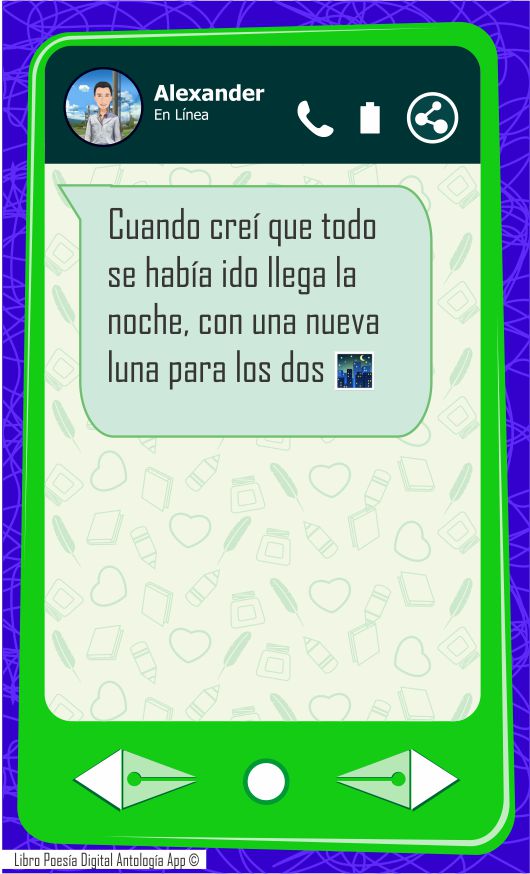 Alexander
En Línea
Cuando creí que todo
se había ido llega la
noche, con una nueva
luna para los dos
Libro Poesía Digital Antología App ©